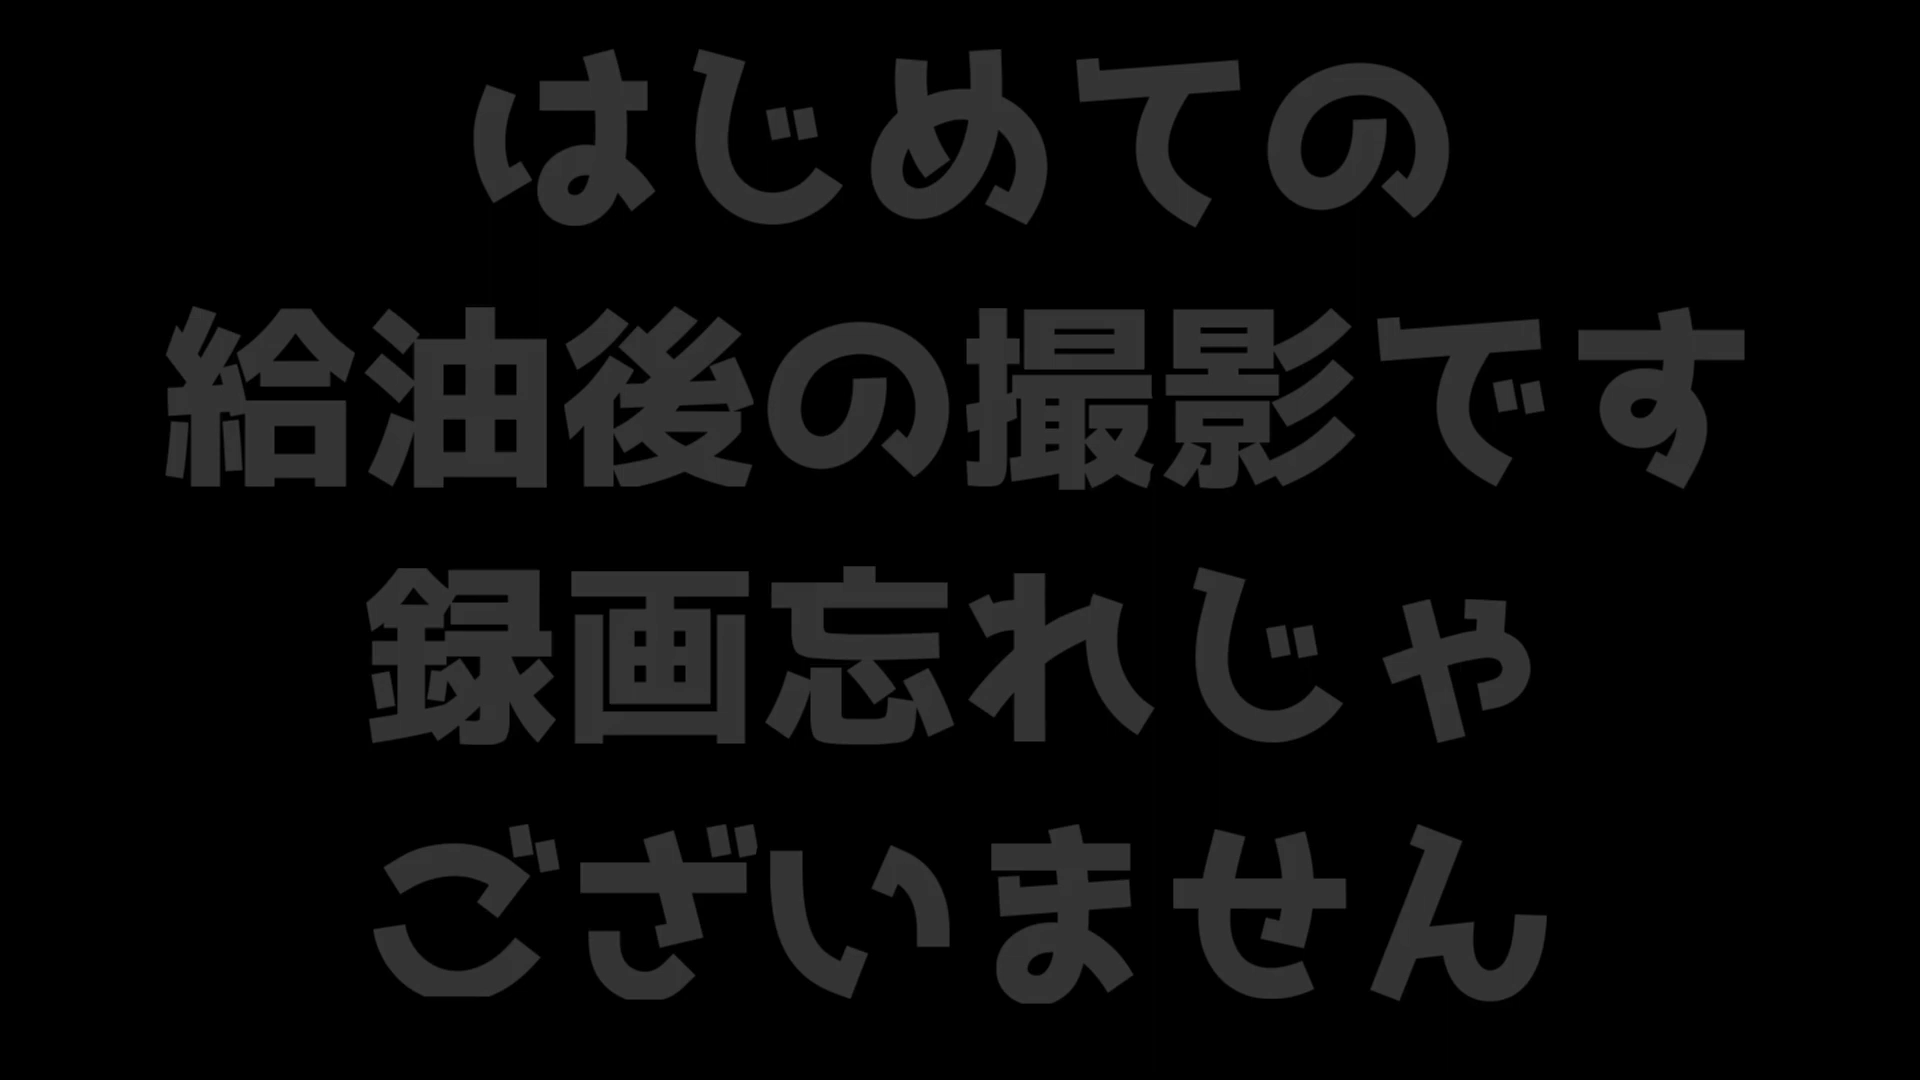 はじめての
給油後の撮影です
録画忘れじゃ
ございません